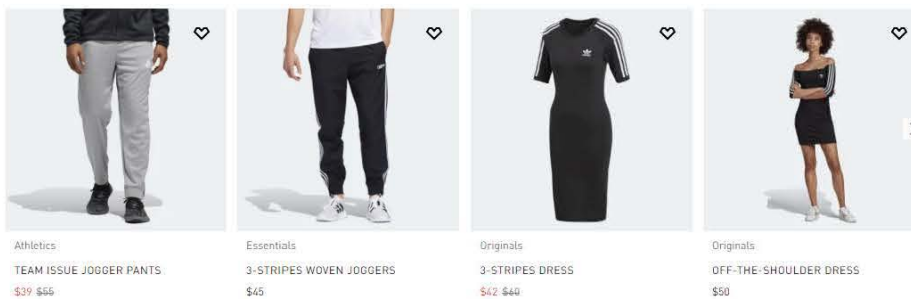 Athletics
TEAM ISSUE JOGGER PANTS
$39 $55
Essentials
3-STRIPES WOVEN JOGGERS
$45
Originals
3-STRIPES DRESS
$42 $60
Originals
OFF-THE-SHOULDER DRESS
$50